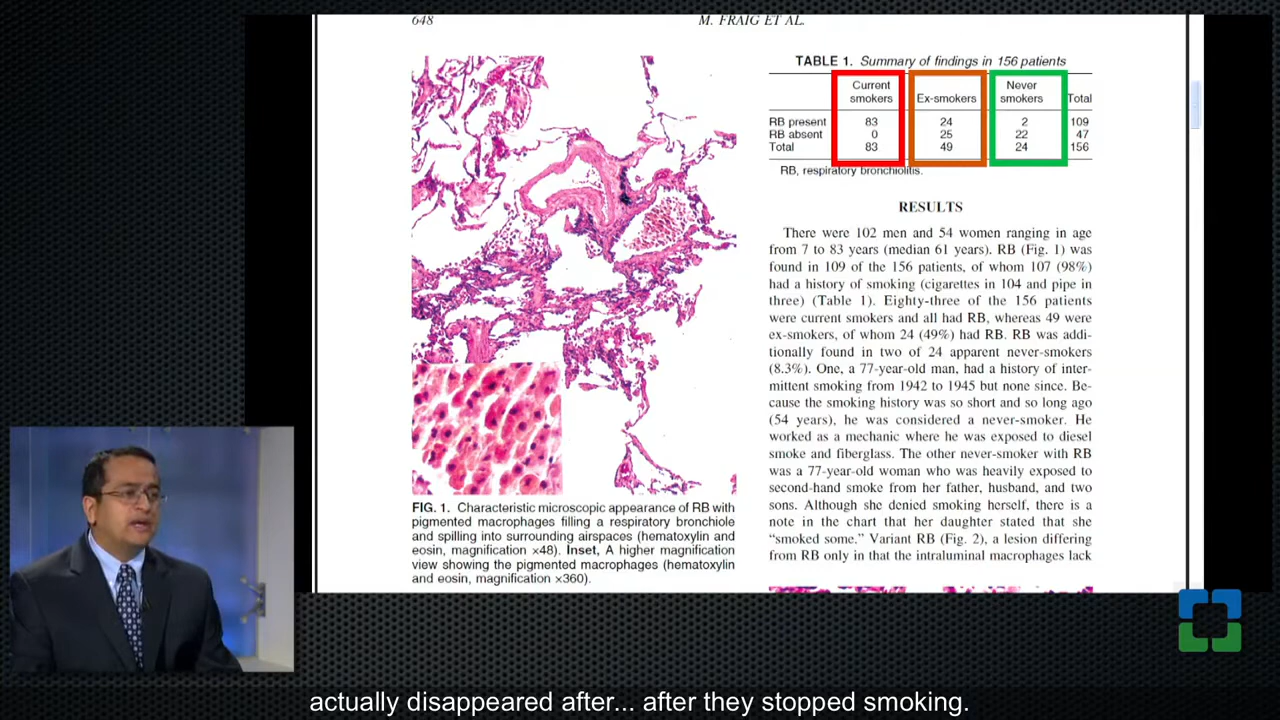 648
M. FRAIG ET AL.
TABLE 1. Summary of findings in 156 patients
Current smokers Ex-smokers Never smokers Total
RB present 83 24 2 109
RB absent 0 25 22 47
Total 83 49 24 156
RB, respiratory bronchiolitis.
RESULTS
There were 102 men and 54 women ranging in age
from 7 to 83 years (median 61 years). RB (Fig. 1) was
found in 109 of the 156 patients, of whom 107 (98%)
had a history of smoking (cigarettes in 104 and pipe in
three) (Table 1). Eighty-three of the 156 patients
were current smokers and all had RB, whereas 49 were
ex-smokers, of whom 24 (49%) had RB. RB was addi-
tionally found in two of 24 apparent never-smokers
(8.3%). One, a 77-year-old man, had a history of inter-
mittent smoking from 1942 to 1945 but none since. Be-
cause the smoking history was so short and so long ago
(54 years), he was considered a never-smoker. He
worked as a mechanic where he was exposed to diesel
smoke and fiberglass. The other never-smoker with RB
was a 77-year-old woman who was heavily exposed to
second-hand smoke from her father, husband, and two
sons. Although she denied smoking herself, there is a
note in the chart that her daughter stated that she
“smoked some.” Variant RB (Fig. 2), a lesion differing
from RB only in that the intraluminal macrophages lack
FIG. 1. Characteristic microscopic appearance of RB with
pigmented macrophages filling a respiratory bronchiole
and spilling into surrounding airspaces (hematoxylin and
eosin, magnification ×48). Inset, A higher magnification
view showing the pigmented macrophages (hematoxylin
and eosin, magnification ×360).
actually disappeared after... after they stopped smoking.